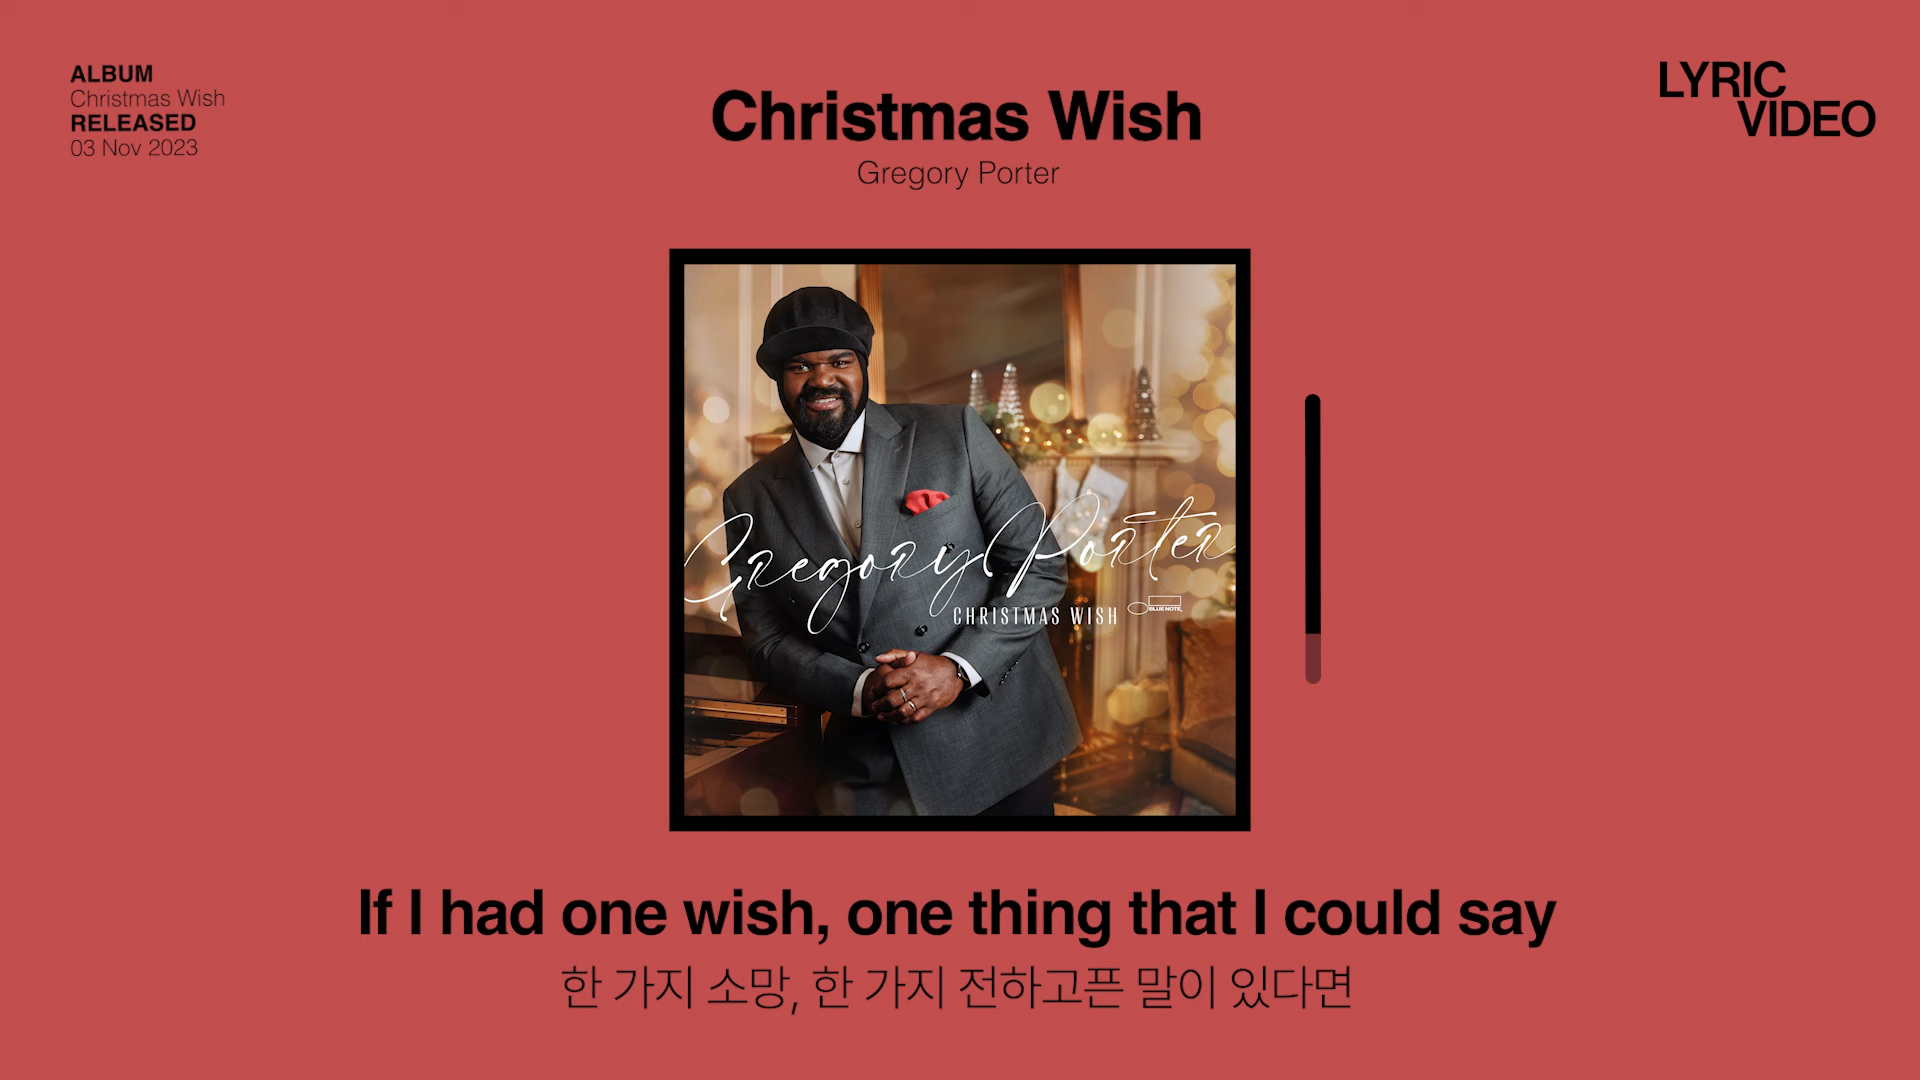 ALBUM
Christmas Wish
RELEASED
03 Nov 2023
Christmas Wish
Gregory Porter
LYRIC
VIDEO
Gregory Porter
CHRISTMAS WISH
BLUE NOTE
If I had one wish, one thing that I could say
한 가지 소망, 한 가지 전하고픈 말이 있다면